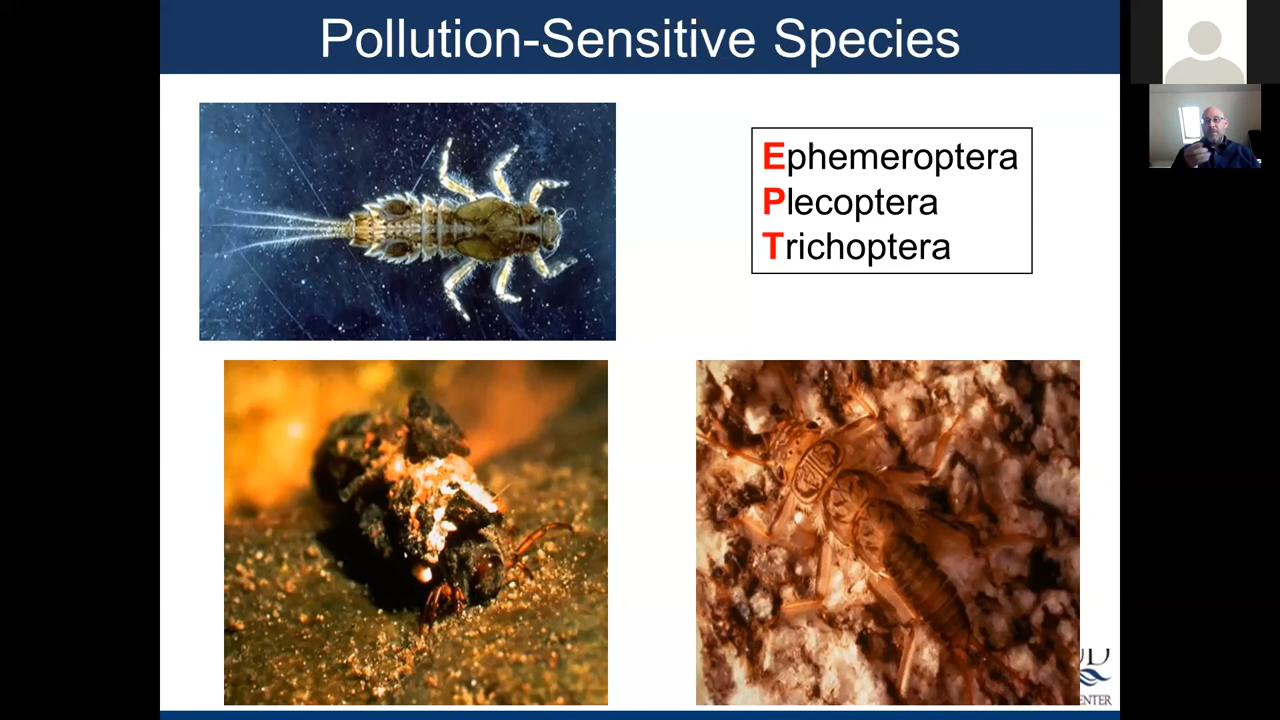 Pollution-Sensitive Species
Ephemeroptera
Plecoptera
Trichoptera